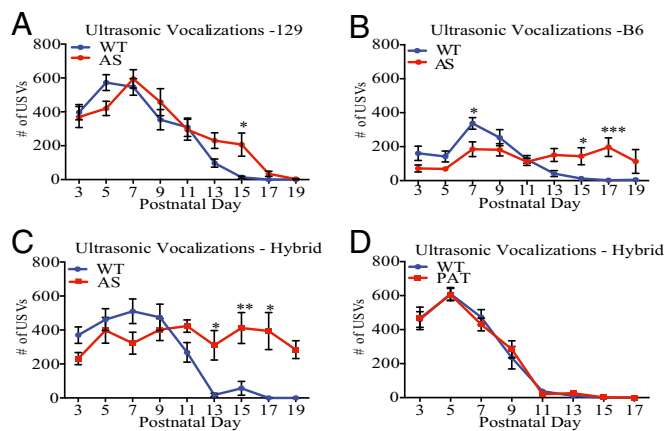 A
Ultrasonic Vocalizations -129
WT
AS
# of USVs
800
600
400
200
0
*
3 5 7 9 11 13 15 17 19
Postnatal Day
B
Ultrasonic Vocalizations -B6
WT
AS
# of USVs
800
600
400
200
0
* * ***
3 5 7 9 11 13 15 17 19
Postnatal Day
C
Ultrasonic Vocalizations - Hybrid
WT
AS
# of USVs
800
600
400
200
0
* ** *
3 5 7 9 11 13 15 17 19
Postnatal Day
D
Ultrasonic Vocalizations - Hybrid
WT
PAT
# of USVs
800
600
400
200
0
3 5 7 9 11 13 15 17
Postnatal Day